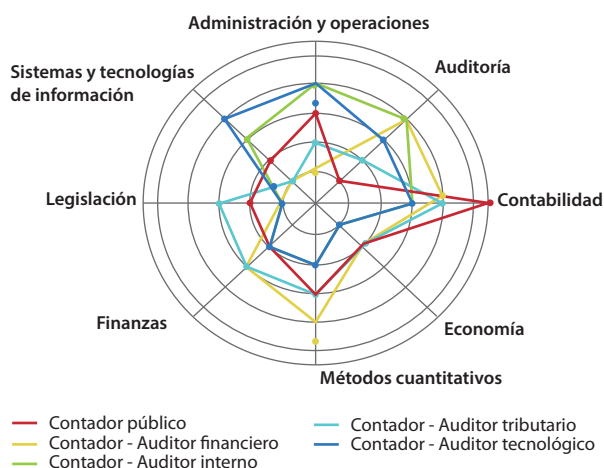 Administración y operaciones
Sistemas y tecnologías
de información
Auditoría
Legislación
Contabilidad
Finanzas
Economía
Métodos cuantitativos
Contador público
Contador - Auditor financiero
Contador - Auditor interno
Contador - Auditor tributario
Contador - Auditor tecnológico